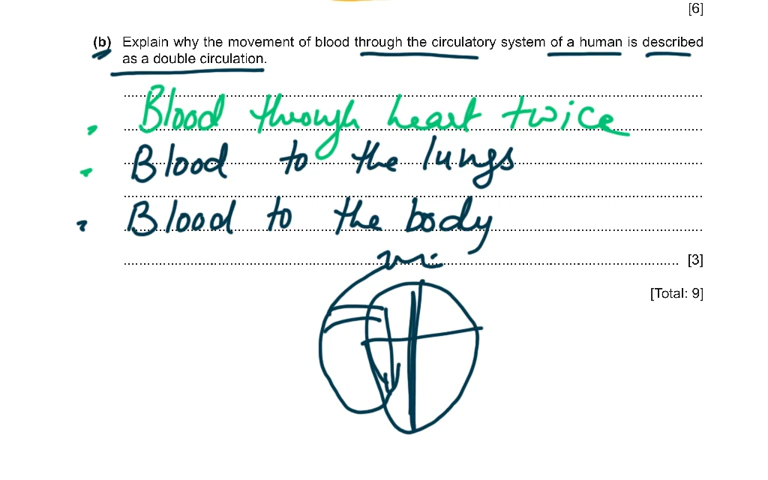 [6]
(b) Explain why the movement of blood through the circulatory system of a human is described
as a double circulation.
Blood through heart twice
Blood to the lungs
Blood to the body
[3]
[Total: 9]